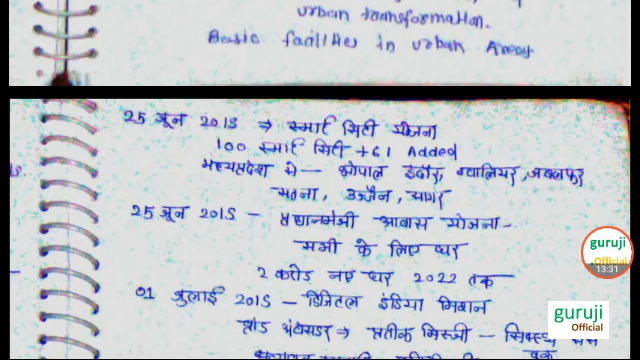 urban transformation.
Basic facilities in urban Areas
25 जून 2015 ⇒ स्मार्ट सिटी योजना
100 स्मार्ट सिटी +61 Added
मध्यप्रदेश से — भोपाल इंदौर, ग्वालियर, जबलपुर
सतना, उज्जैन, सागर
25 जून 2015 - प्रधानमंत्री आवास योजना -
सभी के लिए घर
2 करोड नए घर 2022 तक
01 जुलाई 2015 - डिजिटल इंडिया मिशन
ब्रांड अंबेसडर →
guruji
Official
13:31
guruji
Official